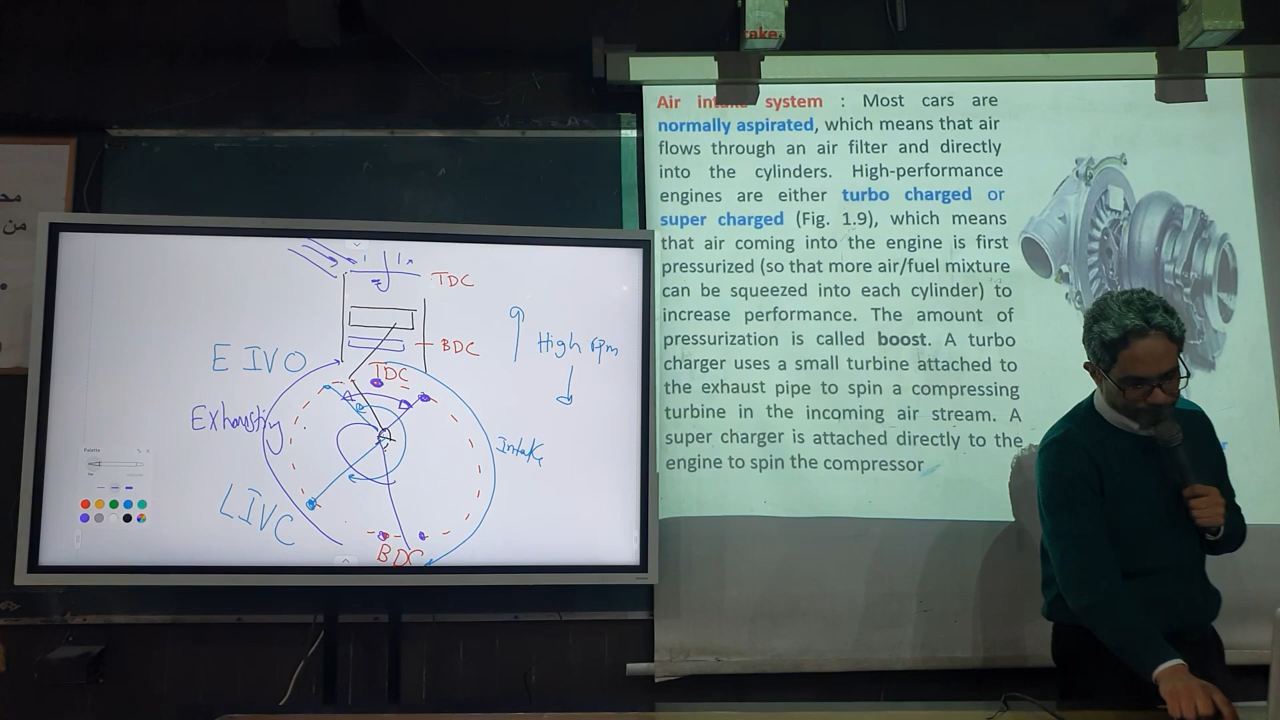 ake.
Air intake system : Most cars are
normally aspirated, which means that air
flows through an air filter and directly
into the cylinders. High-performance
engines are either turbo charged or
super charged (Fig. 1.9), which means
that air coming into the engine is first
pressurized (so that more air/fuel mixture
can be squeezed into each cylinder) to
increase performance. The amount of
pressurization is called boost. A turbo
charger uses a small turbine attached to
the exhaust pipe to spin a compressing
turbine in the incoming air stream. A
super charger is attached directly to the
engine to spin the compressor
TDC
BDC
High rpm
EIVO
TDC
Exhausting
Intake
LIVC
BDC
Palette
من